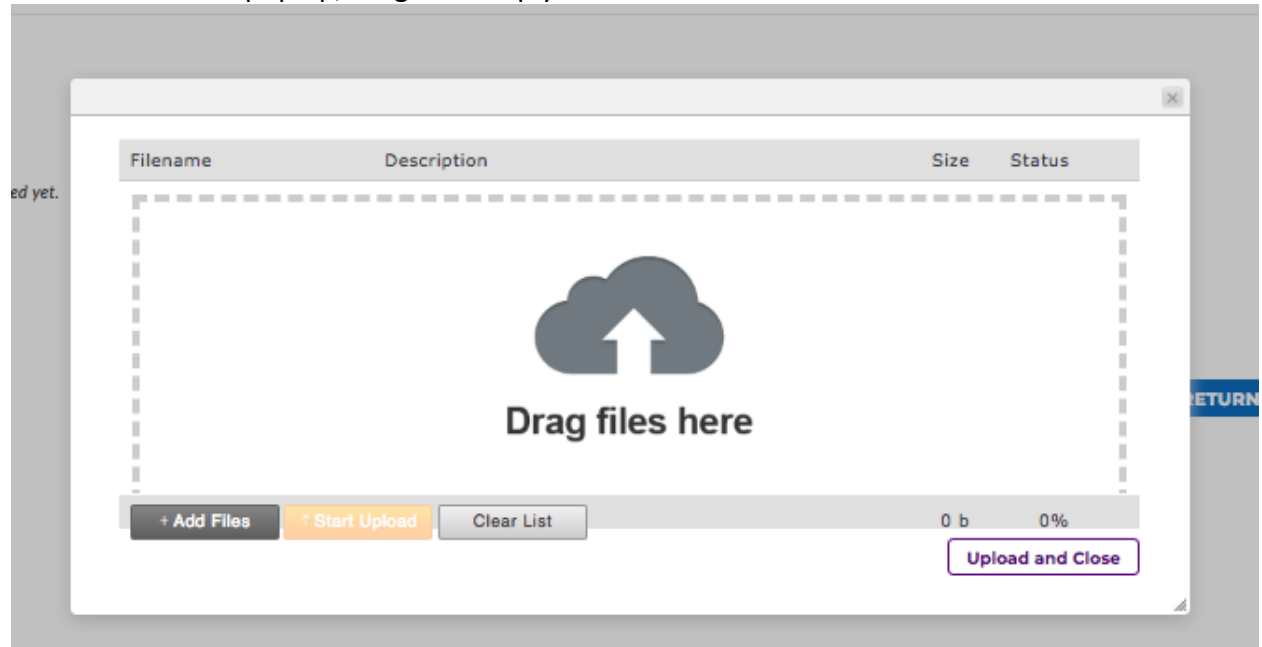 Filename Description Size Status
ed yet.
Drag files here
RETURN
+ Add Files ↑ Start Upload Clear List 0 b 0%
Upload and Close